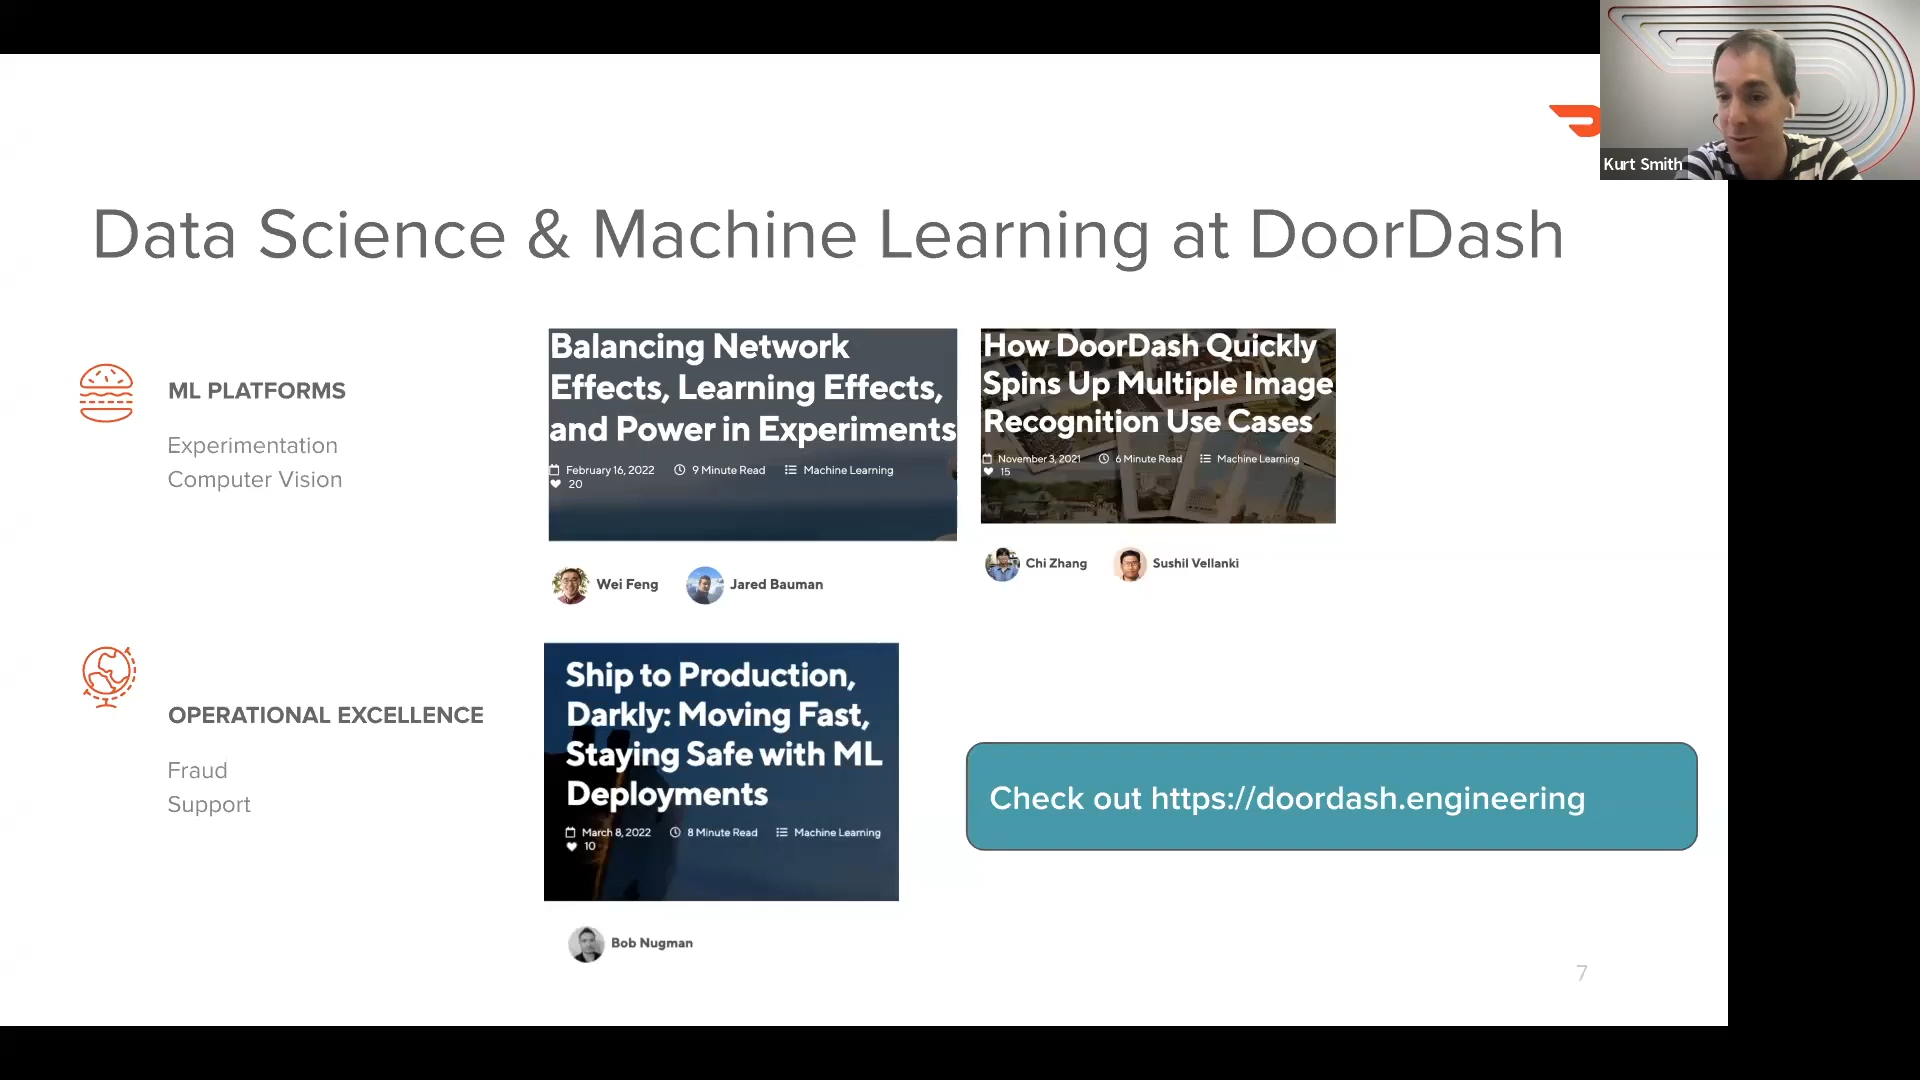 Kurt Smith
Data Science & Machine Learning at DoorDash
ML PLATFORMS
Experimentation
Computer Vision
Balancing Network
Effects, Learning Effects,
and Power in Experiments
February 16, 2022 9 Minute Read Machine Learning
20
Wei Feng Jared Bauman
How DoorDash Quickly
Spins Up Multiple Image
Recognition Use Cases
November 3, 2021 6 Minute Read Machine Learning
15
Chi Zhang Sushil Vellanki
OPERATIONAL EXCELLENCE
Fraud
Support
Ship to Production,
Darkly: Moving Fast,
Staying Safe with ML
Deployments
March 8, 2022 8 Minute Read Machine Learning
10
Bob Nugman
Check out https://doordash.engineering
7